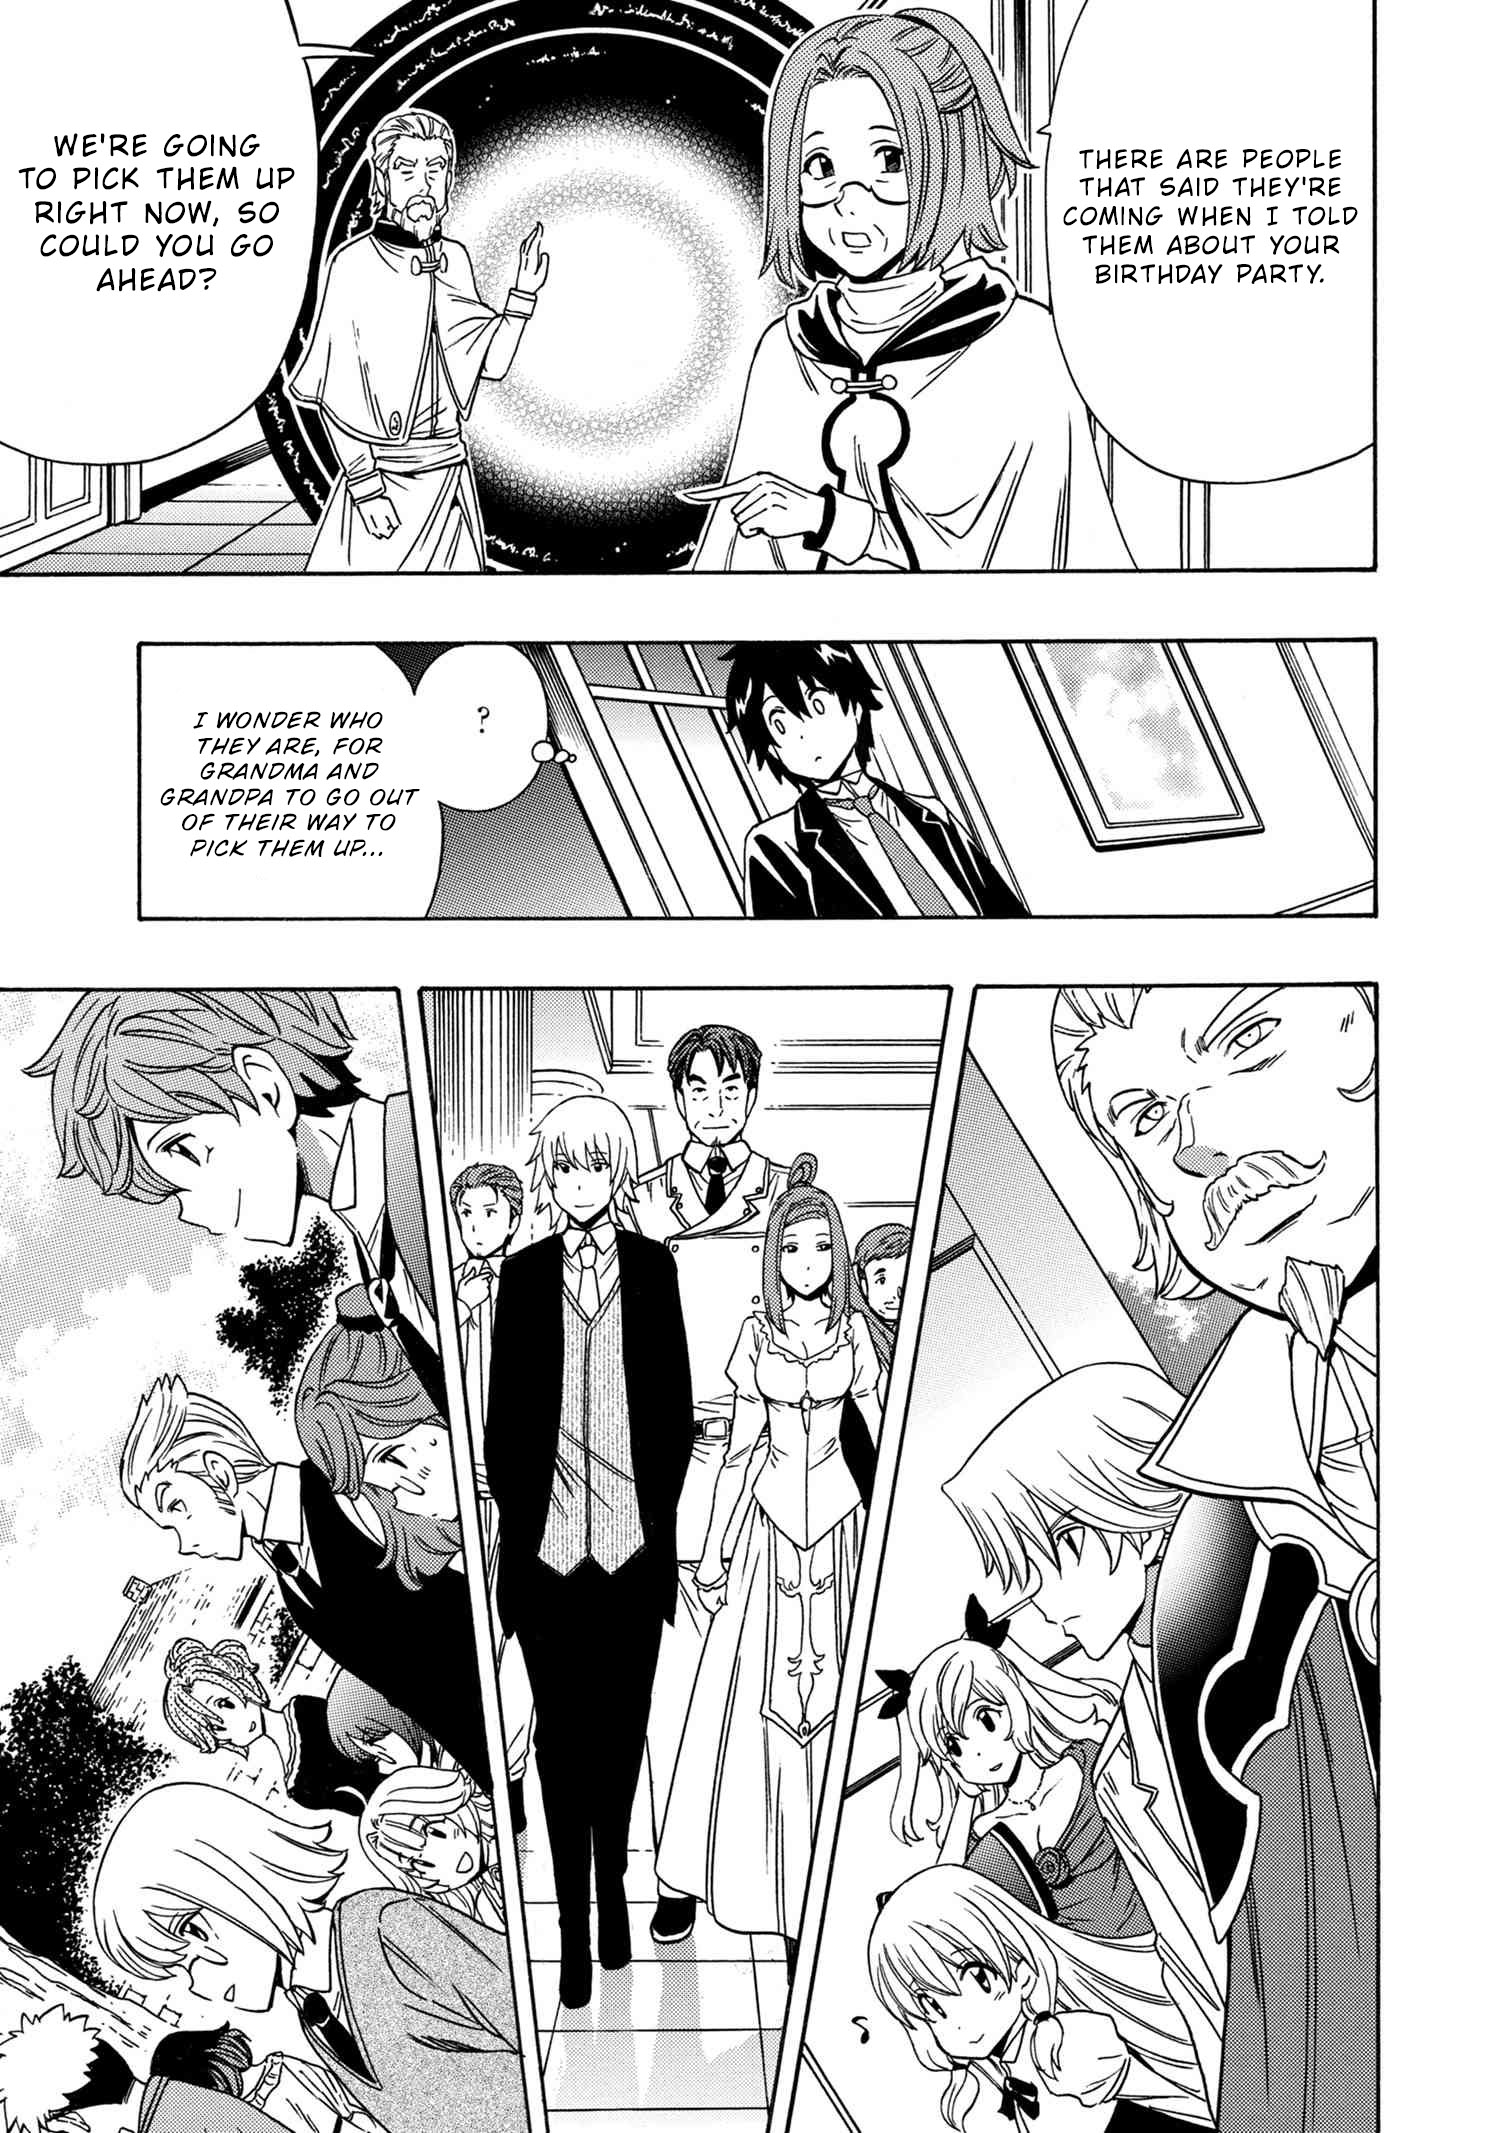 THERE ARE PEOPLE
THAT SAID THEY'RE
COMING WHEN I TOLD
THEM ABOUT YOUR
BIRTHDAY PARTY.
WE'RE GOING
TO PICK THEM UP
RIGHT NOW, SO
COULD YOU GO
AHEAD?
?
I WONDER WHO
THEY ARE, FOR
GRANDMA AND
GRANDPA TO GO OUT
OF THEIR WAY TO
PICK THEM UP...